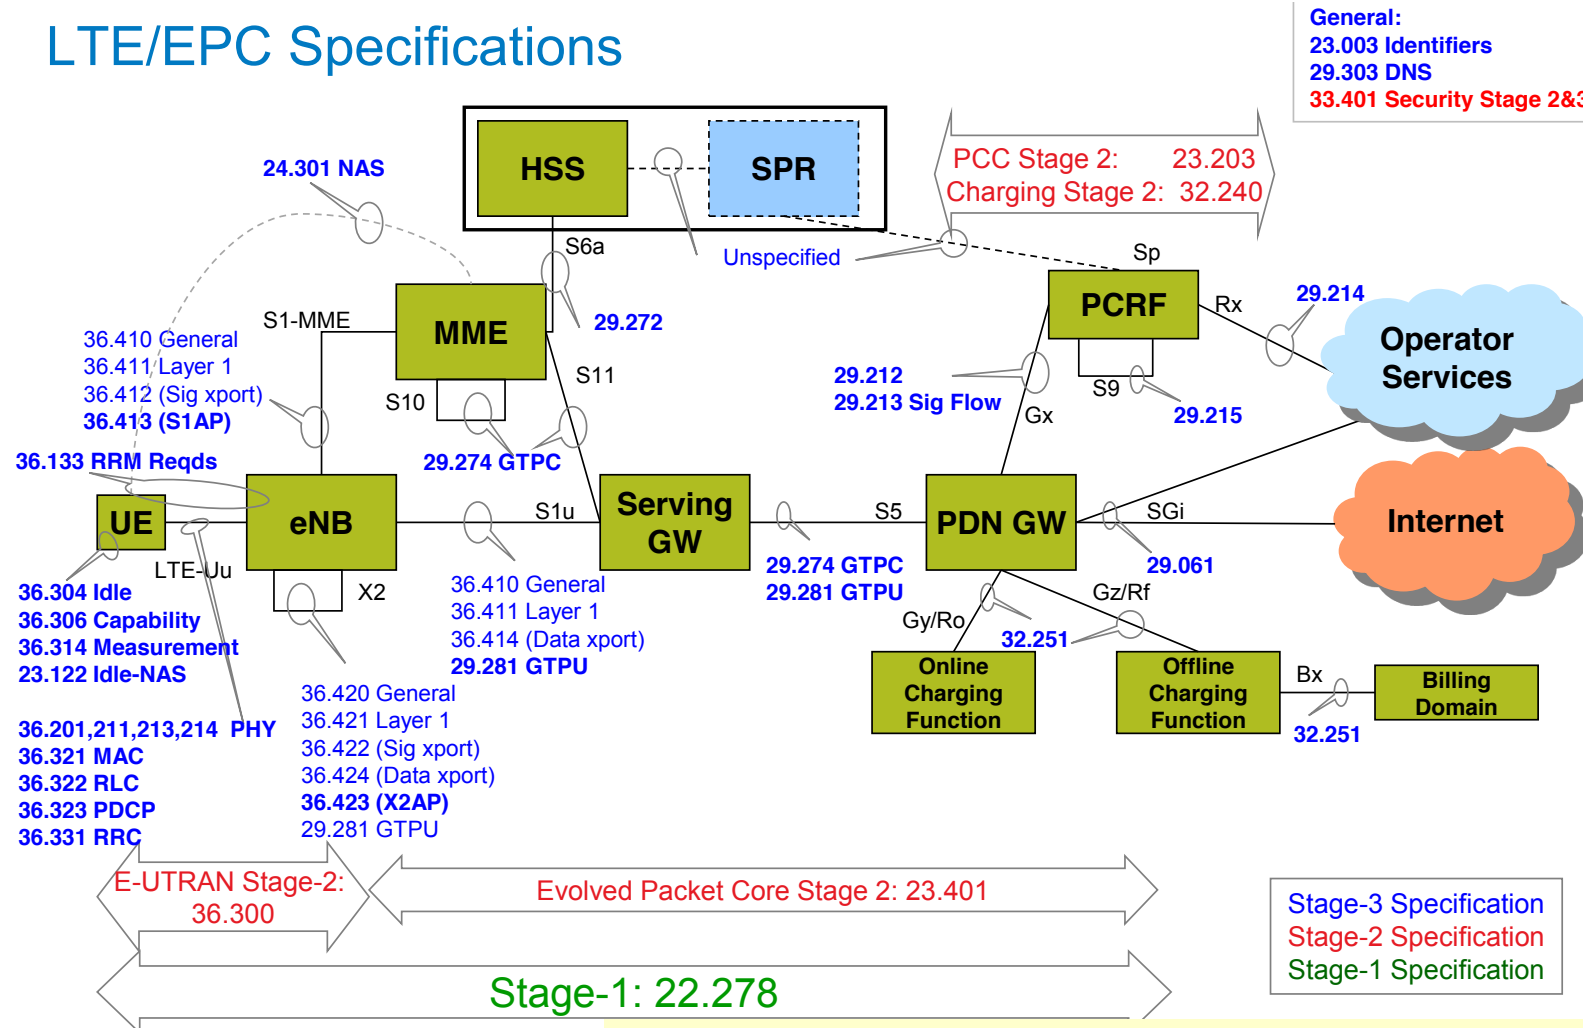 LTE/EPC Specifications
General:
23.003 Identifiers
29.303 DNS
33.401 Security Stage 2&3
HSS
SPR
PCC Stage 2: 23.203
Charging Stage 2: 32.240
24.301 NAS
S6a
Unspecified
Sp
29.272
MME
S1-MME
PCRF
Rx
29.214
Operator
Services
36.410 General
36.411 Layer 1
36.412 (Sig xport)
36.413 (S1AP)
S10
S11
29.274 GTPC
29.212
29.213 Sig Flow
Gx
S9
29.215
36.133 RRM Reqds
UE
eNB
S1u
Serving
GW
S5
PDN GW
SGi
Internet
LTE-Uu
X2
29.274 GTPC
29.281 GTPU
29.061
36.304 Idle
36.306 Capability
36.314 Measurement
23.122 Idle-NAS
36.410 General
36.411 Layer 1
36.414 (Data xport)
29.281 GTPU
Gy/Ro
Gz/Rf
32.251
Online
Charging
Function
Offline
Charging
Function
Bx
Billing
Domain
32.251
36.201,211,213,214 PHY
36.321 MAC
36.322 RLC
36.323 PDCP
36.331 RRC
36.420 General
36.421 Layer 1
36.422 (Sig xport)
36.424 (Data xport)
36.423 (X2AP)
29.281 GTPU
E-UTRAN Stage-2:
36.300
Evolved Packet Core Stage 2: 23.401
Stage-3 Specification
Stage-2 Specification
Stage-1 Specification
Stage-1: 22.278